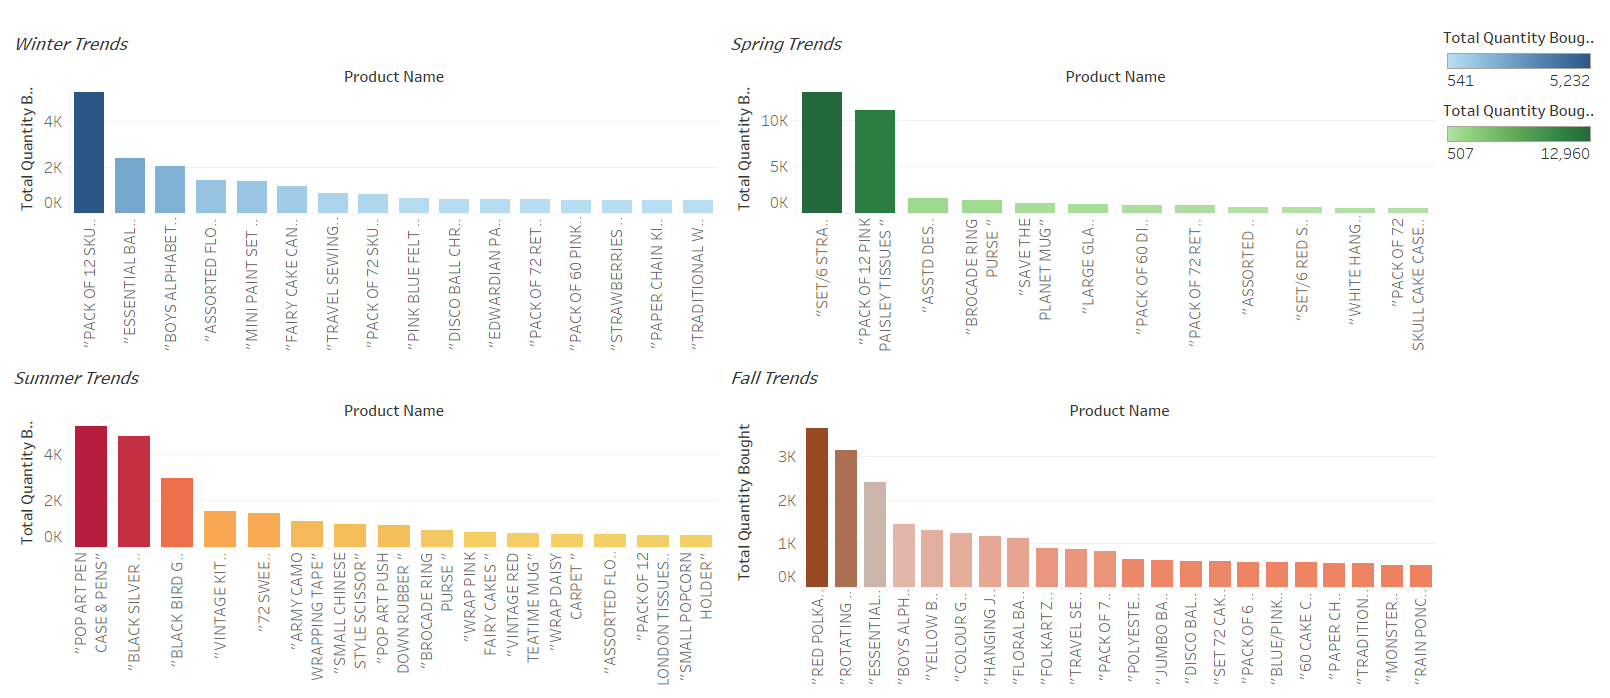 Winter Trends
Product Name
Total Quantity B..
4K
2K
0K
"PACK OF 12 SKU..
"ESSENTIAL BAL..
"BOYS ALPHABET..
"ASSORTED FLO..
"MINI PAINT SET ..
"FAIRY CAKE CAN..
"TRAVEL SEWING..
"PACK OF 72 SKU..
"PINK BLUE FELT ..
"DISCO BALL CHR..
"EDWARDIAN PA..
"PACK OF 72 RET..
"PACK OF 60 PINK..
"STRAWBERRIES ..
"PAPER CHAIN KI..
"TRADITIONAL W..
Spring Trends
Product Name
Total Quantity B..
10K
5K
0K
"SET/6 STRA..
"PACK OF 12 PINK
PAISLEY TISSUES "
"ASSTD DES..
"BROCADE RING
PURSE "
"SAVE THE
PLANET MUG"
"LARGE GLA..
"PACK OF 60 DI..
"PACK OF 72 RET..
"ASSORTED ..
"SET/6 RED S..
"WHITE HANG..
"PACK OF 72
SKULL CAKE CASE..
Total Quantity Boug..
541 5,232
Total Quantity Boug..
507 12,960
Summer Trends
Product Name
Total Quantity B..
4K
2K
0K
"POP ART PEN
CASE & PENS"
"BLACK SILVER ..
"BLACK BIRD G..
"VINTAGE KIT..
"72 SWEE..
"ARMY CAMO
WRAPPING TAPE"
"SMALL CHINESE
STYLE SCISSOR"
"POP ART PUSH
DOWN RUBBER "
"BROCADE RING
PURSE "
"WRAP PINK
FAIRY CAKES "
"VINTAGE RED
TEATIME MUG"
"WRAP DAISY
CARPET "
"ASSORTED FLO..
"PACK OF 12
LONDON TISSUES..
"SMALL POPCORN
HOLDER"
Fall Trends
Product Name
Total Quantity Bought
3K
2K
1K
0K
"RED POLKA..
"ROTATING ..
"ESSENTIAL..
"BOYS ALPH..
"YELLOW B..
"COLOUR G..
"HANGING J..
"FLORAL BA..
"FOLKART Z..
"TRAVEL SE..
"PACK OF 7..
"POLYESTE..
"JUMBO BA..
"DISCO BAL..
"SET 72 CAK..
"PACK OF 6 ..
"BLUE/PINK..
"60 CAKE C..
"PAPER CH..
"TRADITION..
"MONSTER..
"RAIN PONC..